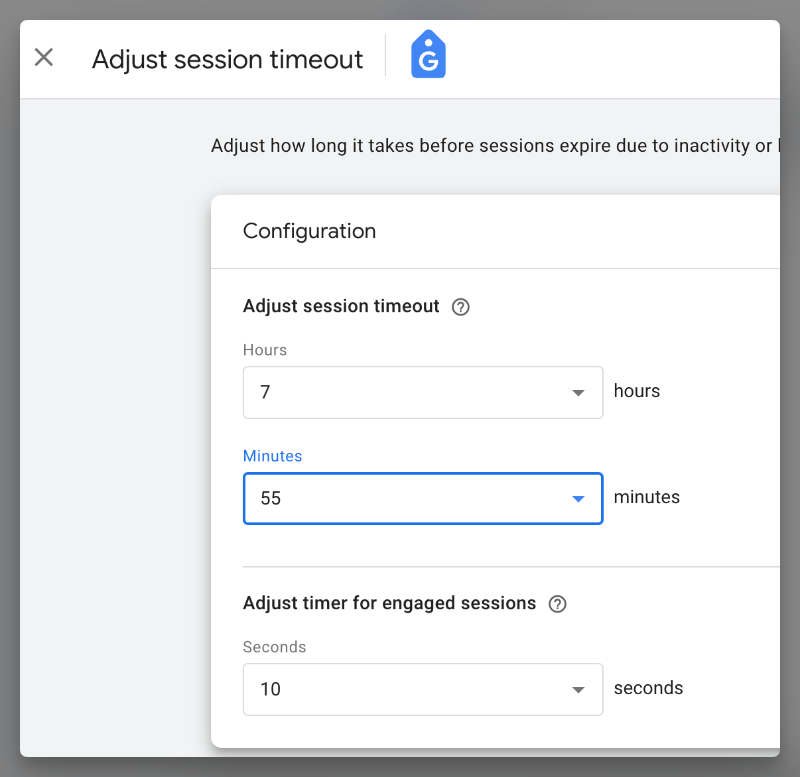 Adjust session timeout
G
Adjust how long it takes before sessions expire due to inactivity or
Configuration
Adjust session timeout ?
Hours
7 hours
Minutes
55 minutes
Adjust timer for engaged sessions ?
Seconds
10 seconds